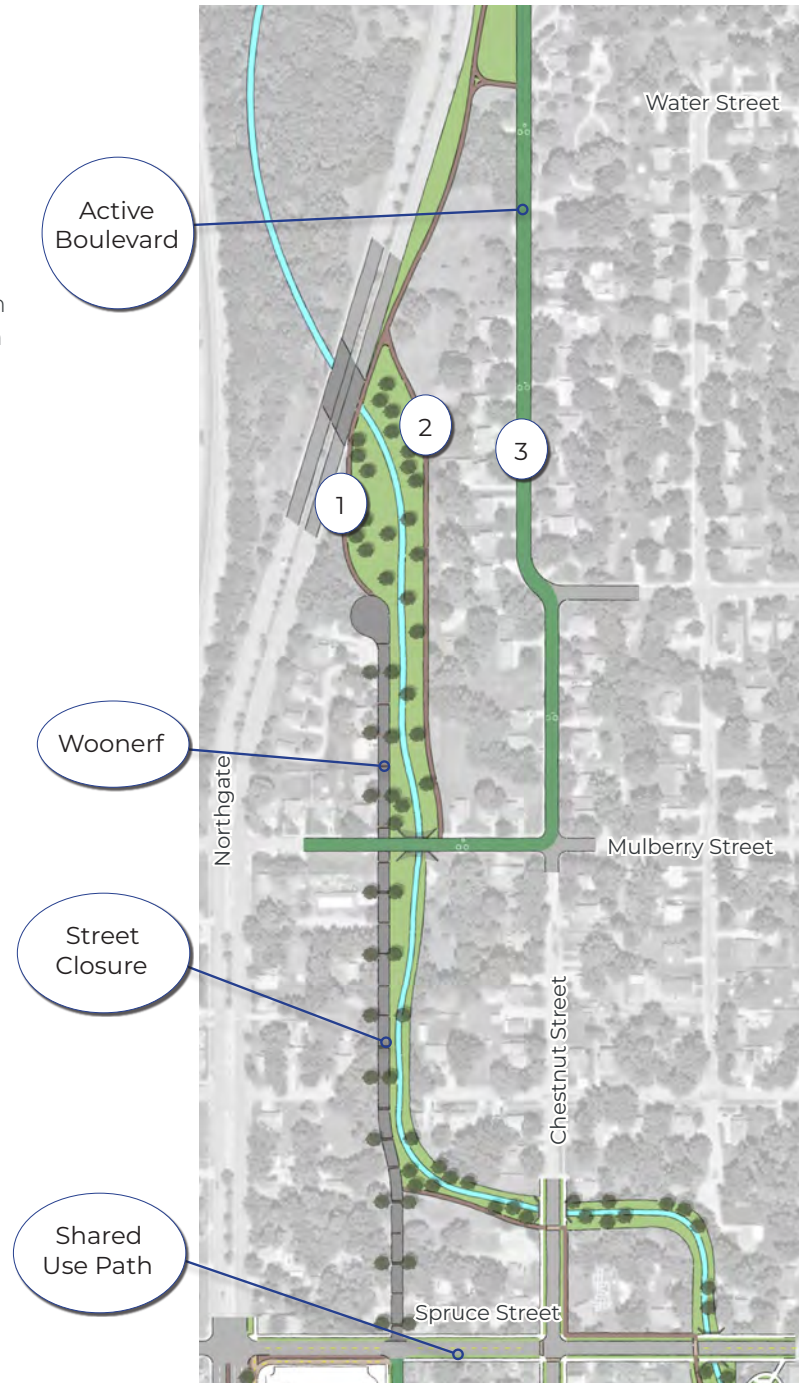 Water Street
Active
Boulevard
2
3
1
Woonerf
Northgate
Mulberry Street
Street
Closure
Chestnut Street
Shared
Use Path
Spruce Street